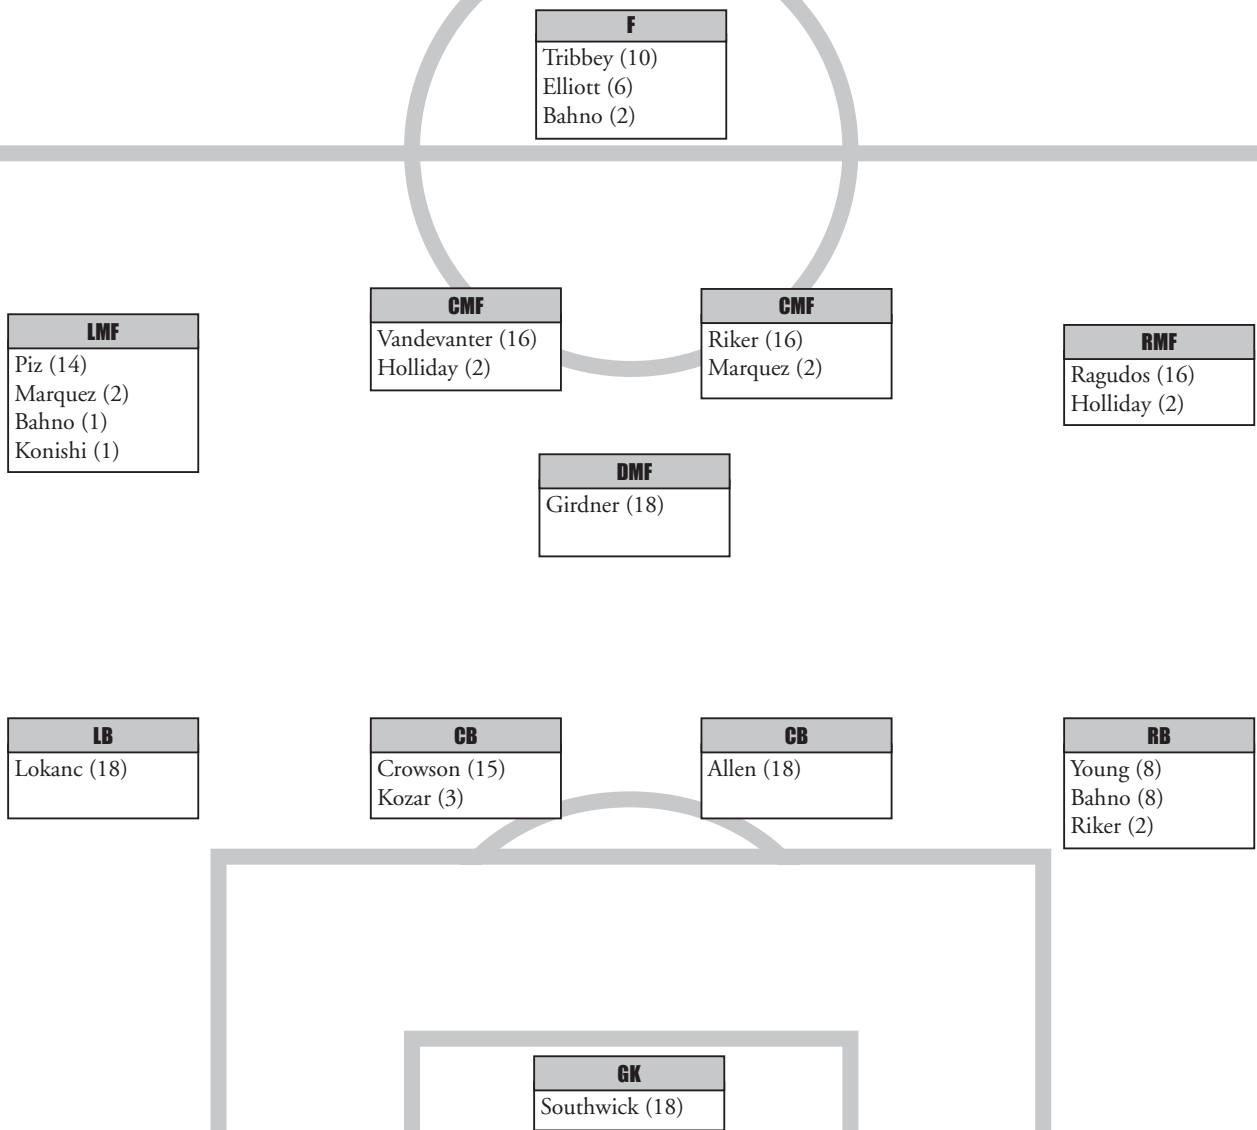 F
Tribbey (10)
Elliott (6)
Bahno (2)
LMF
Piz (14)
Marquez (2)
Bahno (1)
Konishi (1)
CMF
Vandevanter (16)
Holliday (2)
CMF
Riker (16)
Marquez (2)
RMF
Ragudos (16)
Holliday (2)
DMF
Girdner (18)
LB
Lokanc (18)
CB
Crowson (15)
Kozar (3)
CB
Allen (18)
RB
Young (8)
Bahno (8)
Riker (2)
GK
Southwick (18)